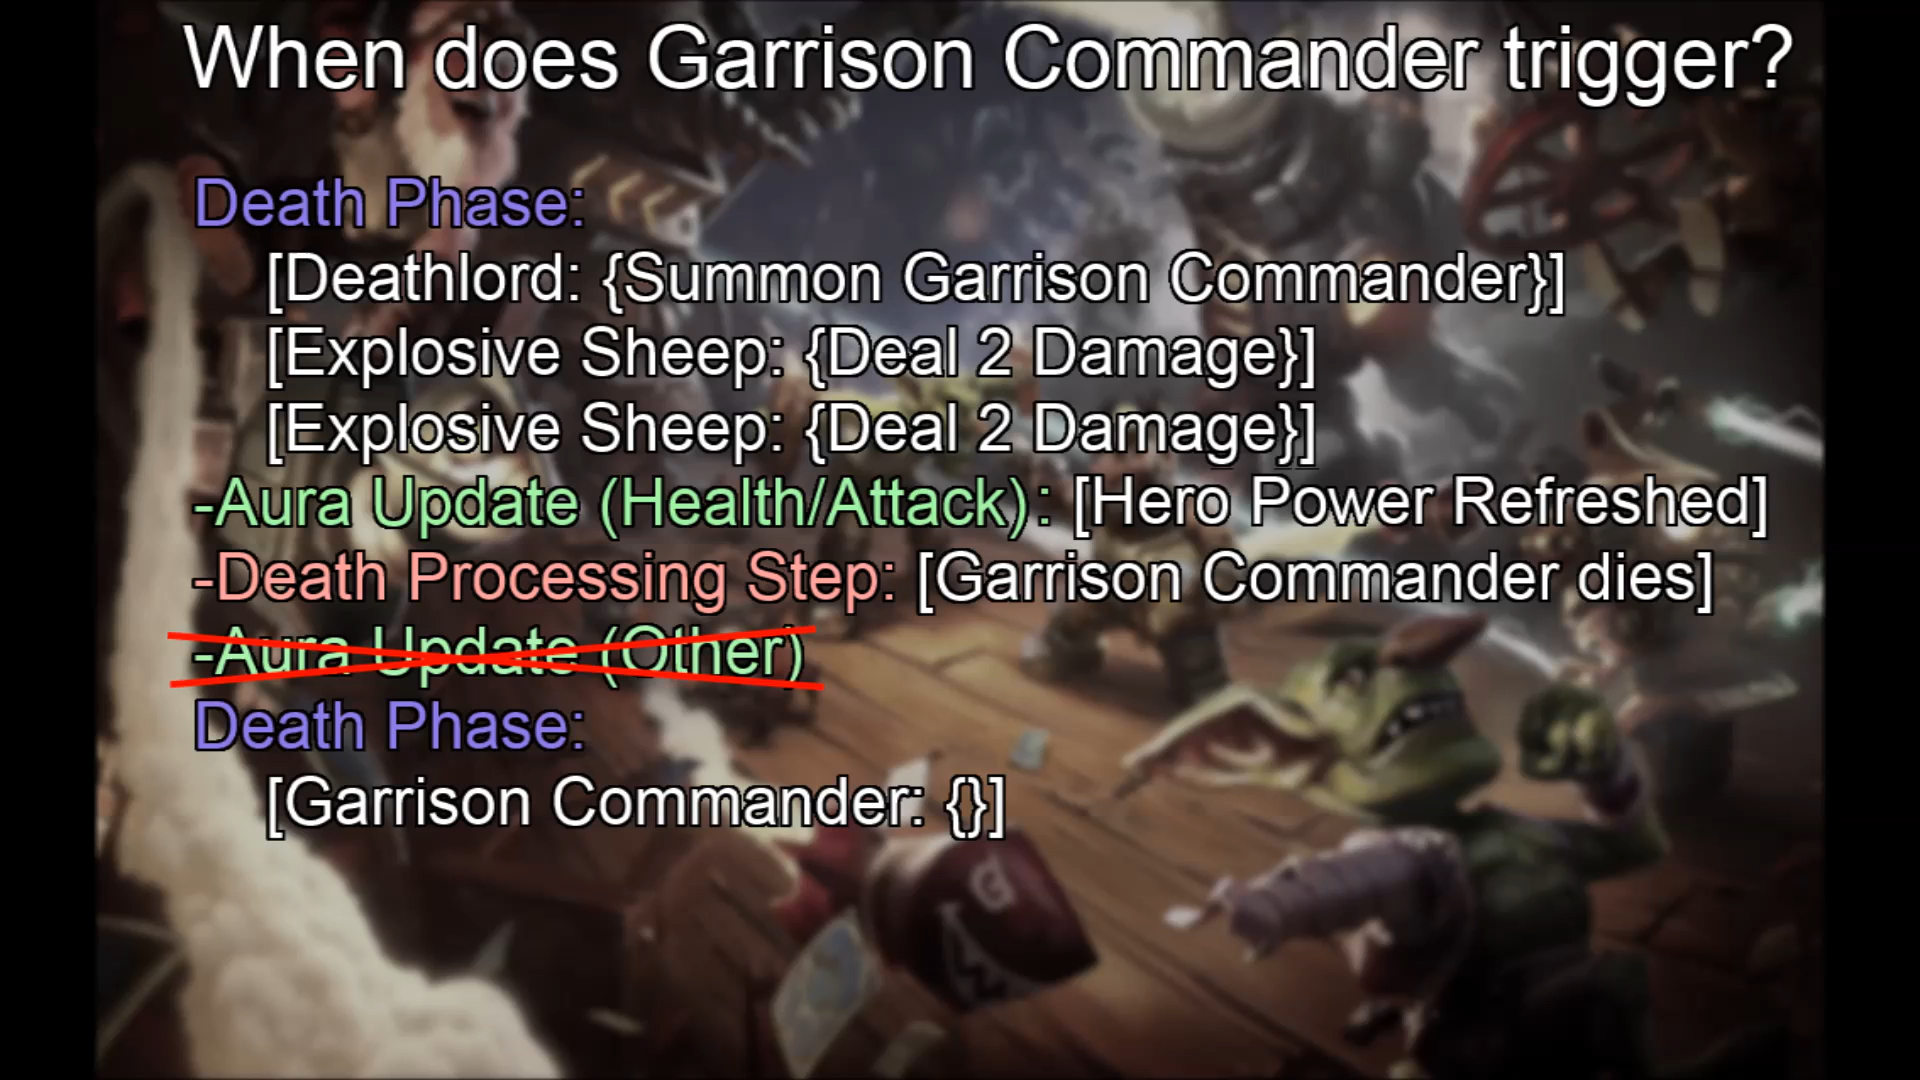 When does Garrison Commander trigger?
Death Phase:
[Deathlord: {Summon Garrison Commander}]
[Explosive Sheep: {Deal 2 Damage}]
[Explosive Sheep: {Deal 2 Damage}]
-Aura Update (Health/Attack): [Hero Power Refreshed]
-Death Processing Step: [Garrison Commander dies]
-Aura Update (Other)
Death Phase:
[Garrison Commander: {}]
G